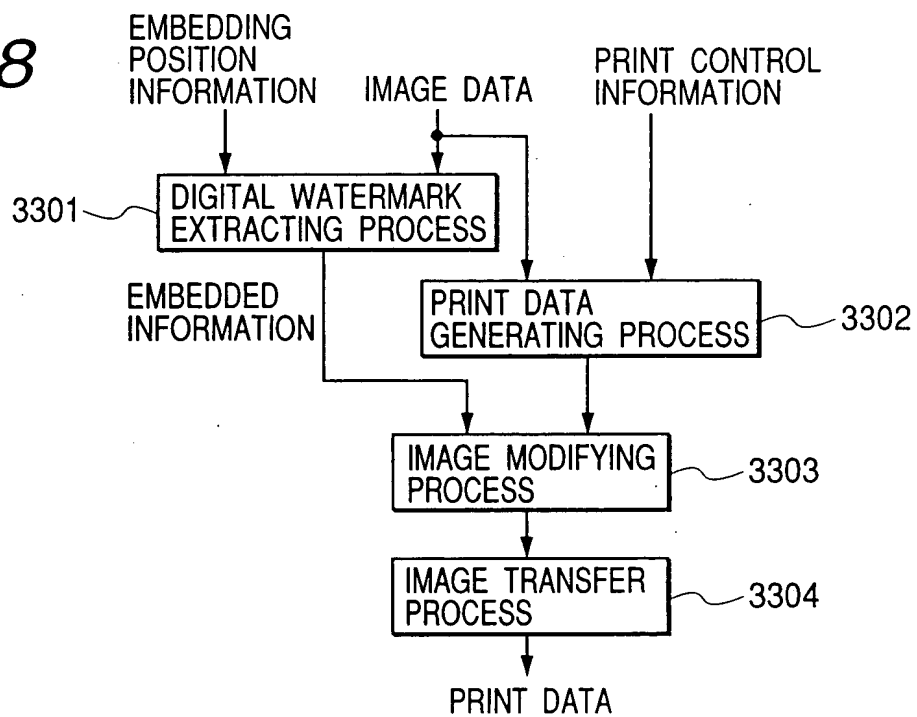 8
EMBEDDING
POSITION
INFORMATION
IMAGE DATA
PRINT CONTROL
INFORMATION
3301
DIGITAL WATERMARK
EXTRACTING PROCESS
EMBEDDED
INFORMATION
PRINT DATA
GENERATING PROCESS
3302
IMAGE MODIFYING
PROCESS
3303
IMAGE TRANSFER
PROCESS
3304
PRINT DATA